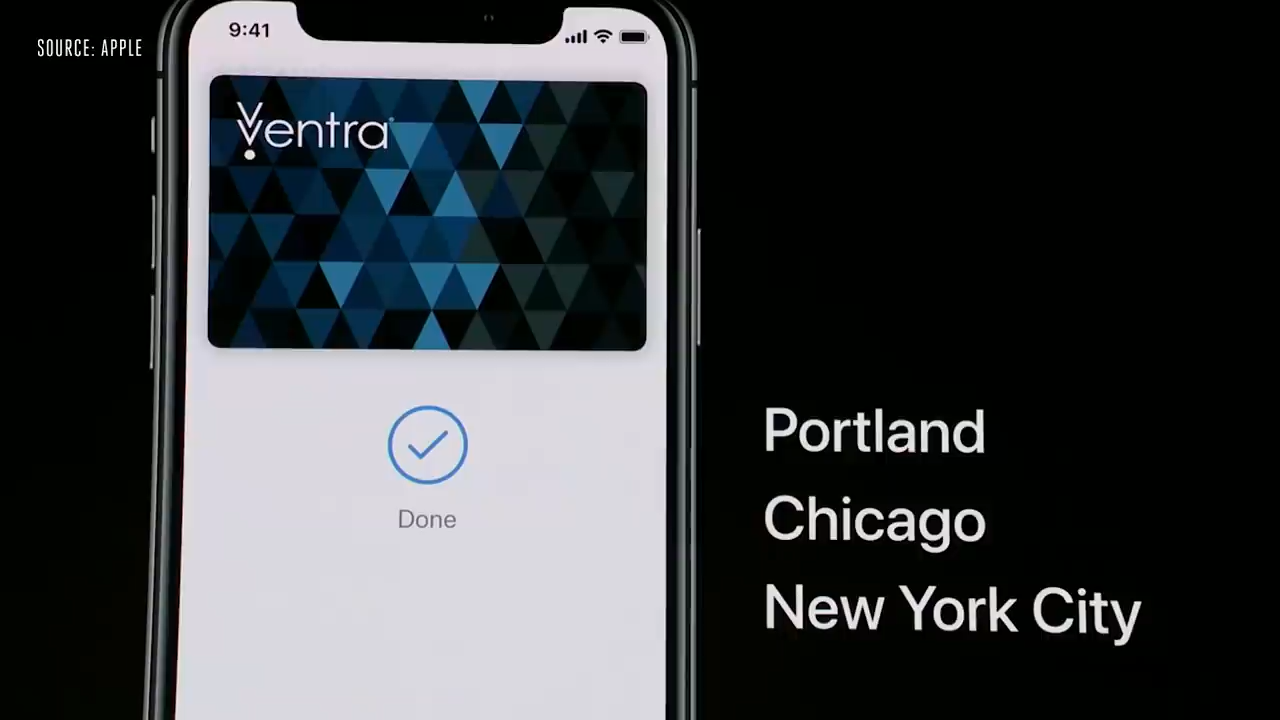 SOURCE: APPLE
9:41
Ventra
Done
Portland
Chicago
New York City